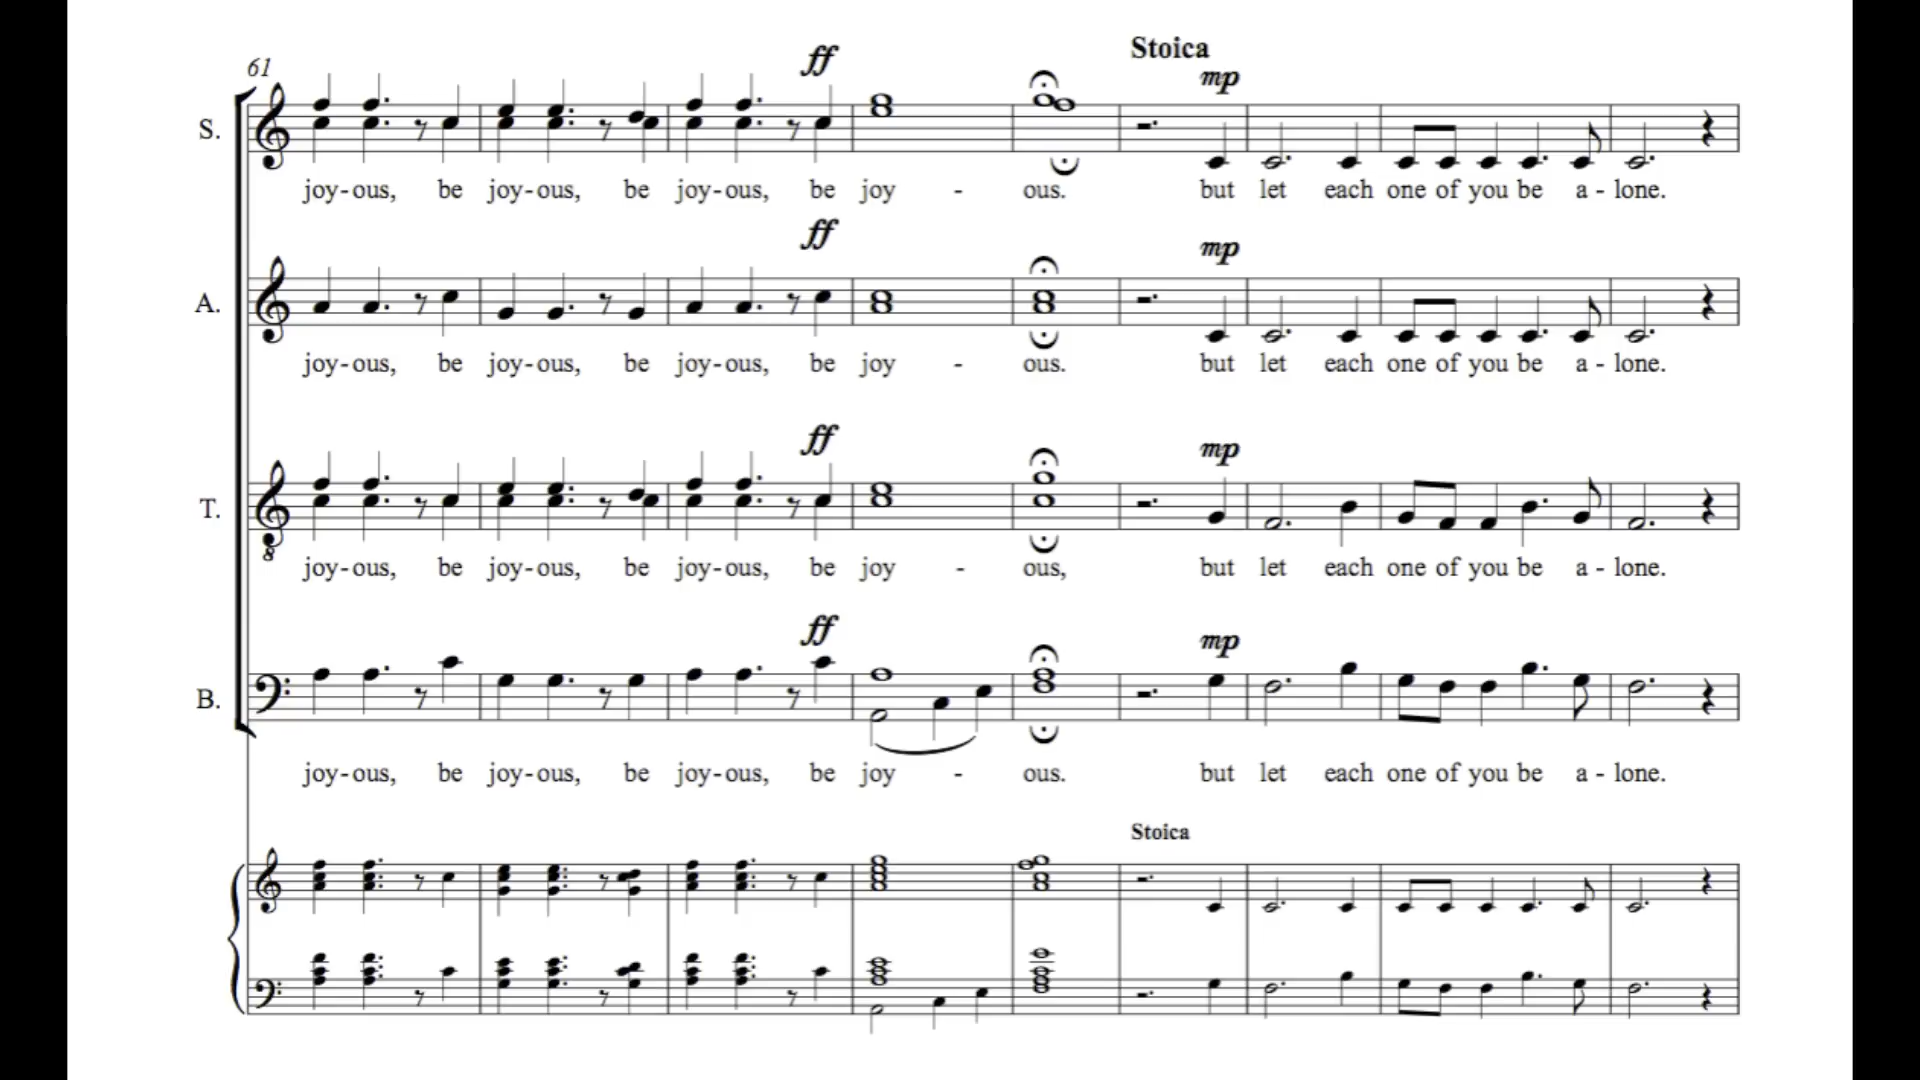 Stoica
61
ff
mp
S.
joy-ous, be joy-ous, be joy-ous, be joy - ous. but let each one of you be a - lone.
ff
mp
A.
joy-ous, be joy-ous, be joy-ous, be joy - ous. but let each one of you be a - lone.
ff
mp
T.
8
joy-ous, be joy-ous, be joy-ous, be joy - ous, but let each one of you be a - lone.
ff
mp
B.
joy-ous, be joy-ous, be joy-ous, be joy - ous. but let each one of you be a - lone.
Stoica